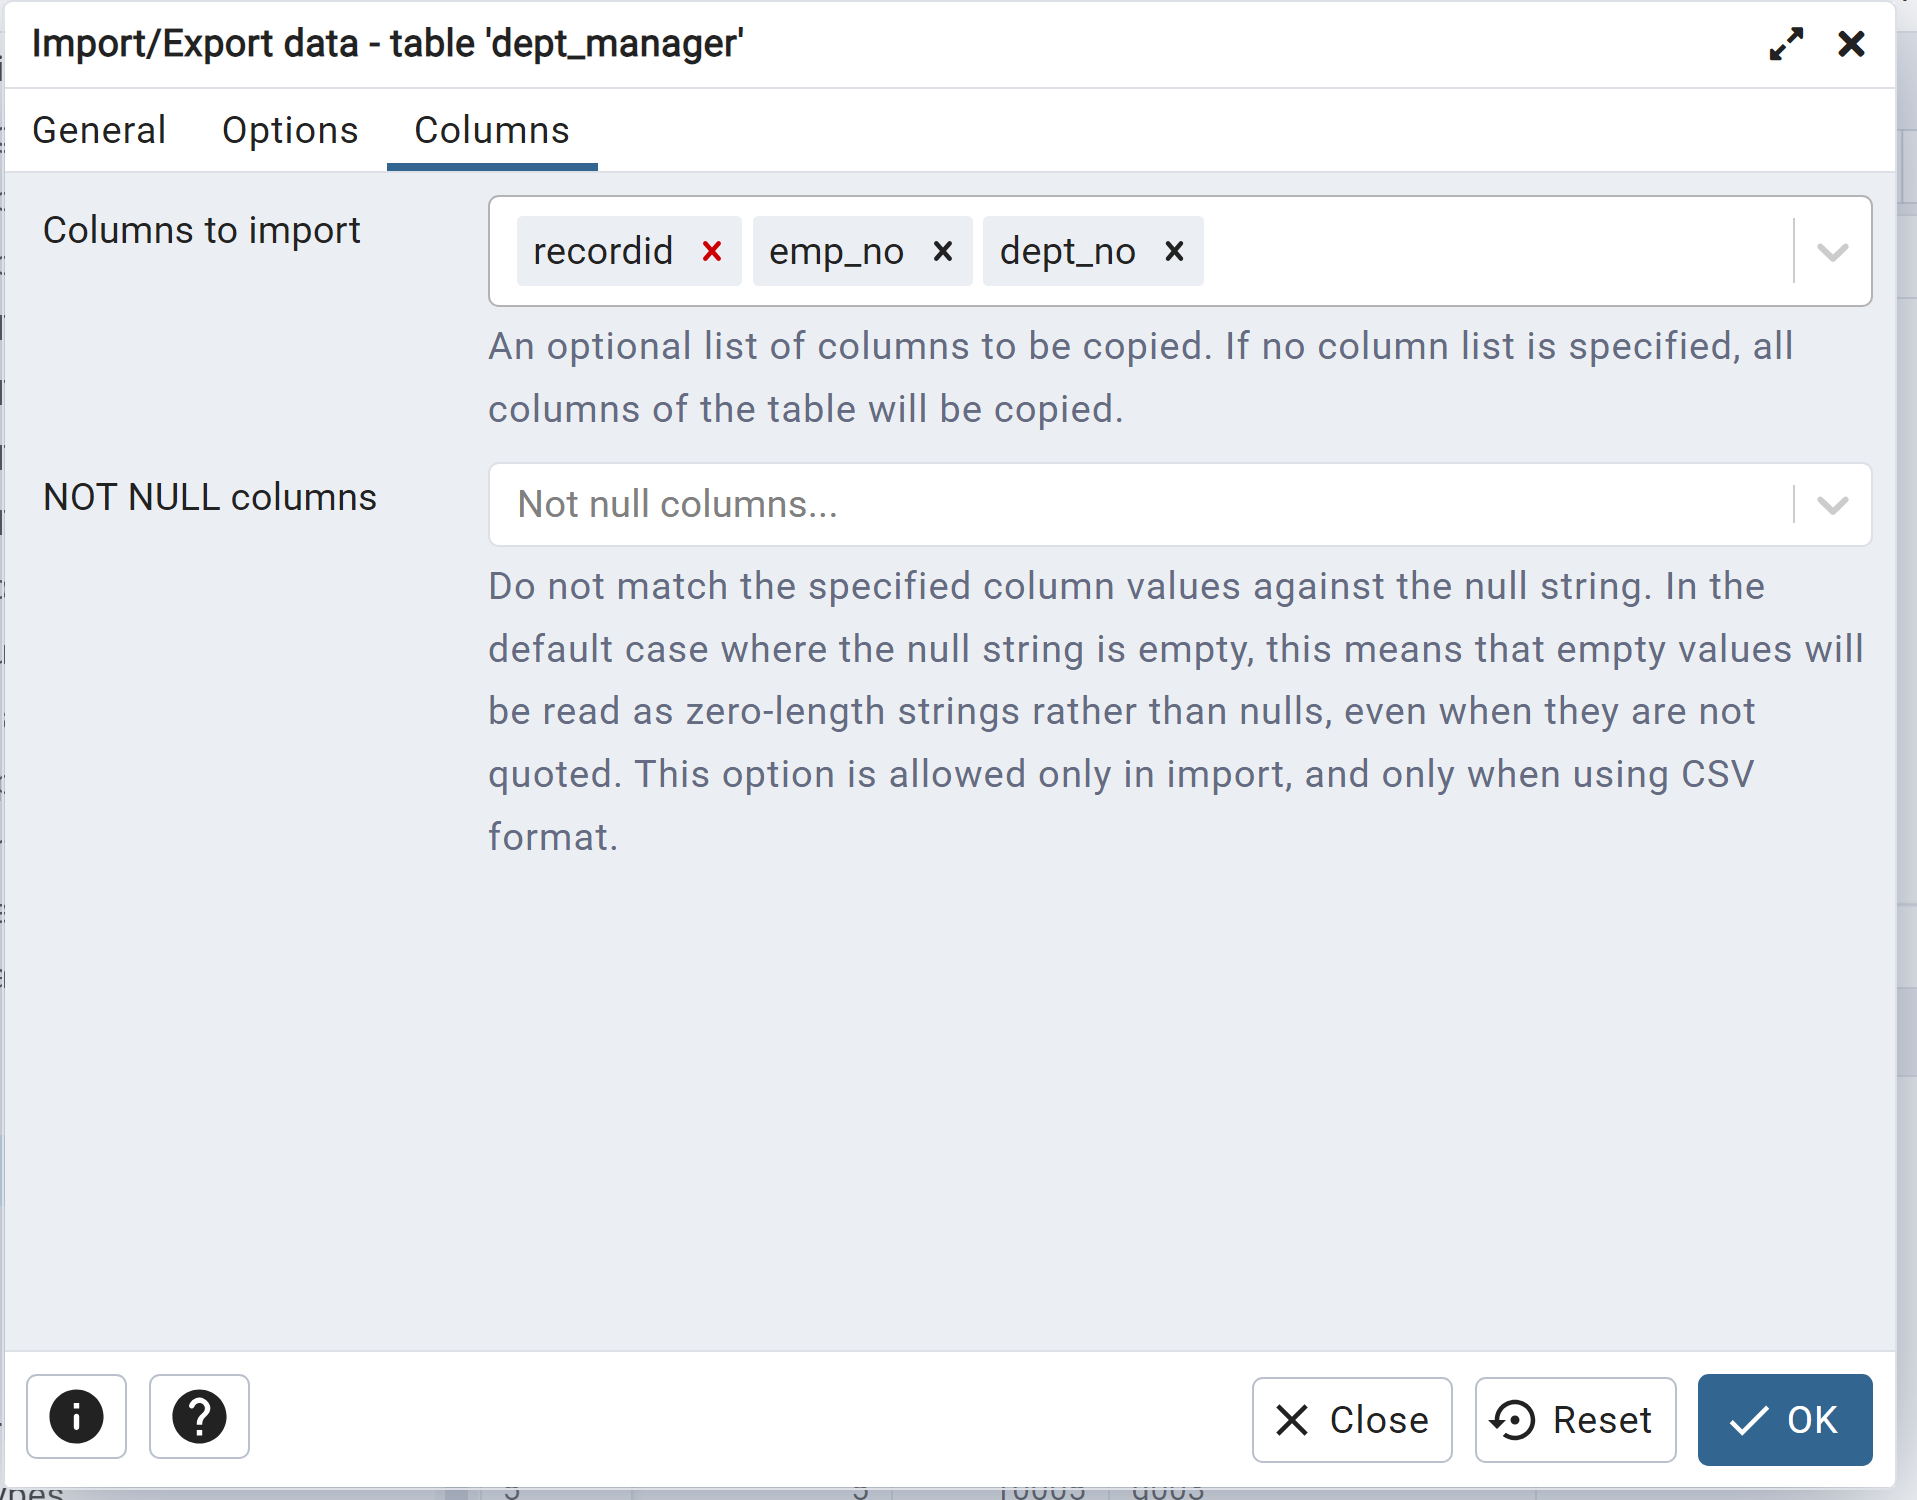 Import/Export data - table 'dept_manager'
General Options Columns
Columns to import
recordid emp_no dept_no
An optional list of columns to be copied. If no column list is specified, all
columns of the table will be copied.
NOT NULL columns
Not null columns...
Do not match the specified column values against the null string. In the
default case where the null string is empty, this means that empty values will
be read as zero-length strings rather than nulls, even when they are not
quoted. This option is allowed only in import, and only when using CSV
format.
Close Reset OK